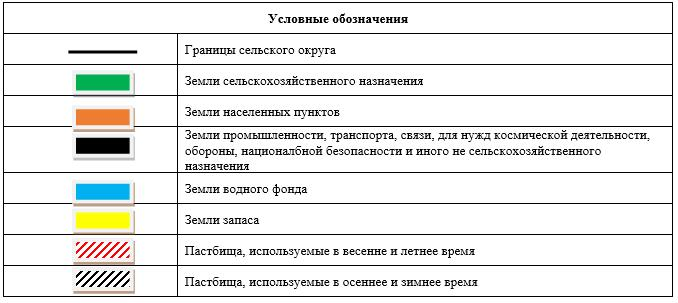 Условные обозначения
Границы сельского округа
Земли сельскохозяйственного назначения
Земли населенных пунктов
Земли промышленности, транспорта, связи, для нужд космической деятельности,
обороны, националбной безопасности и иного не сельскохозяйственного
назначения
Земли водного фонда
Земли запаса
Пастбища, используемые в весенне и летнее время
Пастбища, используемые в осеннее и зимнее время